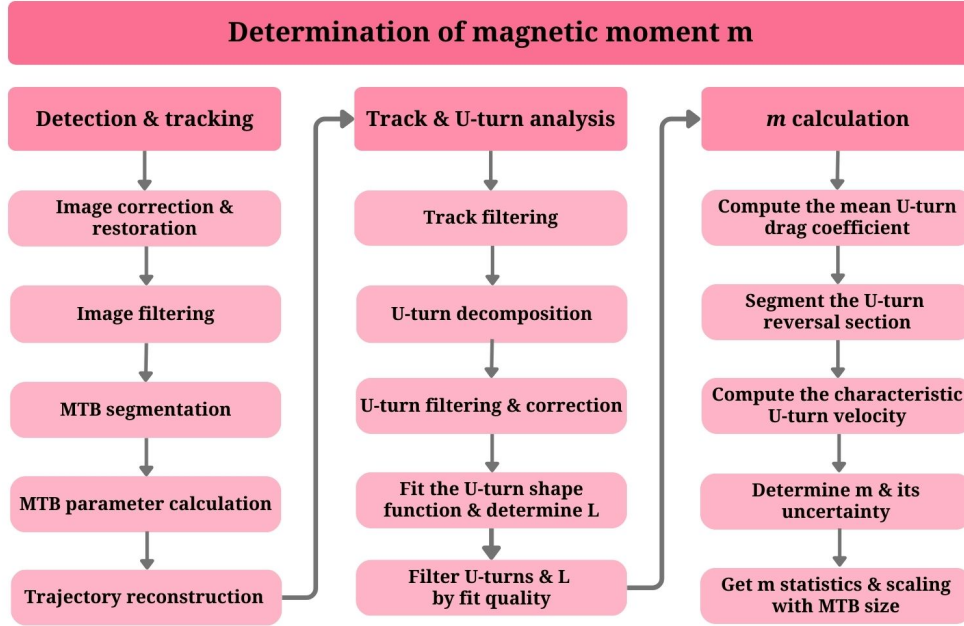 Determination of magnetic moment m
Detection & tracking
Image correction &
restoration
Image filtering
MTB segmentation
MTB parameter calculation
Trajectory reconstruction
Track & U-turn analysis
Track filtering
U-turn decomposition
U-turn filtering & correction
Fit the U-turn shape
function & determine L
Filter U-turns & L
by fit quality
m calculation
Compute the mean U-turn
drag coefficient
Segment the U-turn
reversal section
Compute the characteristic
U-turn velocity
Determine m & its
uncertainty
Get m statistics & scaling
with MTB size